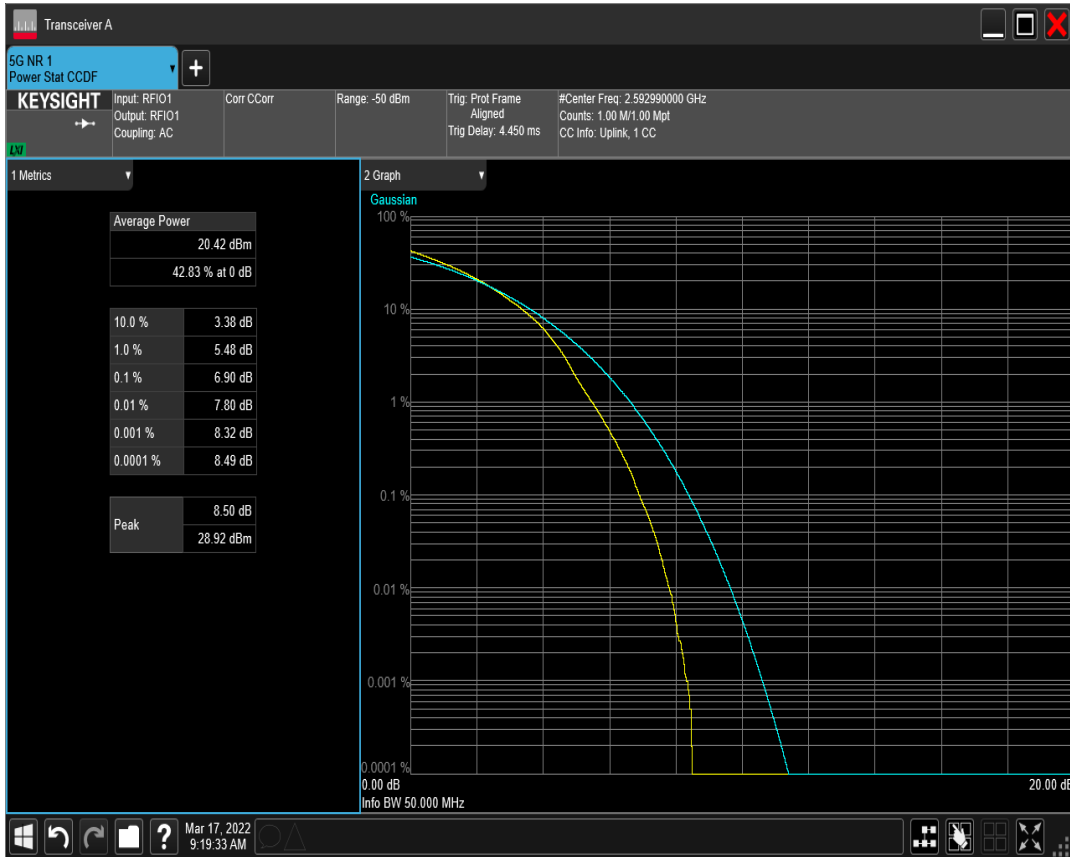 Transceiver A
5G NR 1
Power Stat CCDF
+
KEYSIGHT
LXI
Input: RFIO1
Output: RFIO1
Coupling: AC
Corr CCorr
Range: -50 dBm
Trig: Prot Frame
Aligned
Trig Delay: 4.450 ms
#Center Freq: 2.592990000 GHz
Counts: 1.00 M/1.00 Mpt
CC Info: Uplink, 1 CC
1 Metrics
Average Power
20.42 dBm
42.83 % at 0 dB
10.0 % 3.38 dB
1.0 % 5.48 dB
0.1 % 6.90 dB
0.01 % 7.80 dB
0.001 % 8.32 dB
0.0001 % 8.49 dB
Peak
8.50 dB
28.92 dBm
2 Graph
Gaussian
100 %
10 %
1 %
0.1 %
0.01 %
0.001 %
0.0001 %
0.00 dB 20.00 dB
Info BW 50.000 MHz
?
Mar 17, 2022
9:19:33 AM